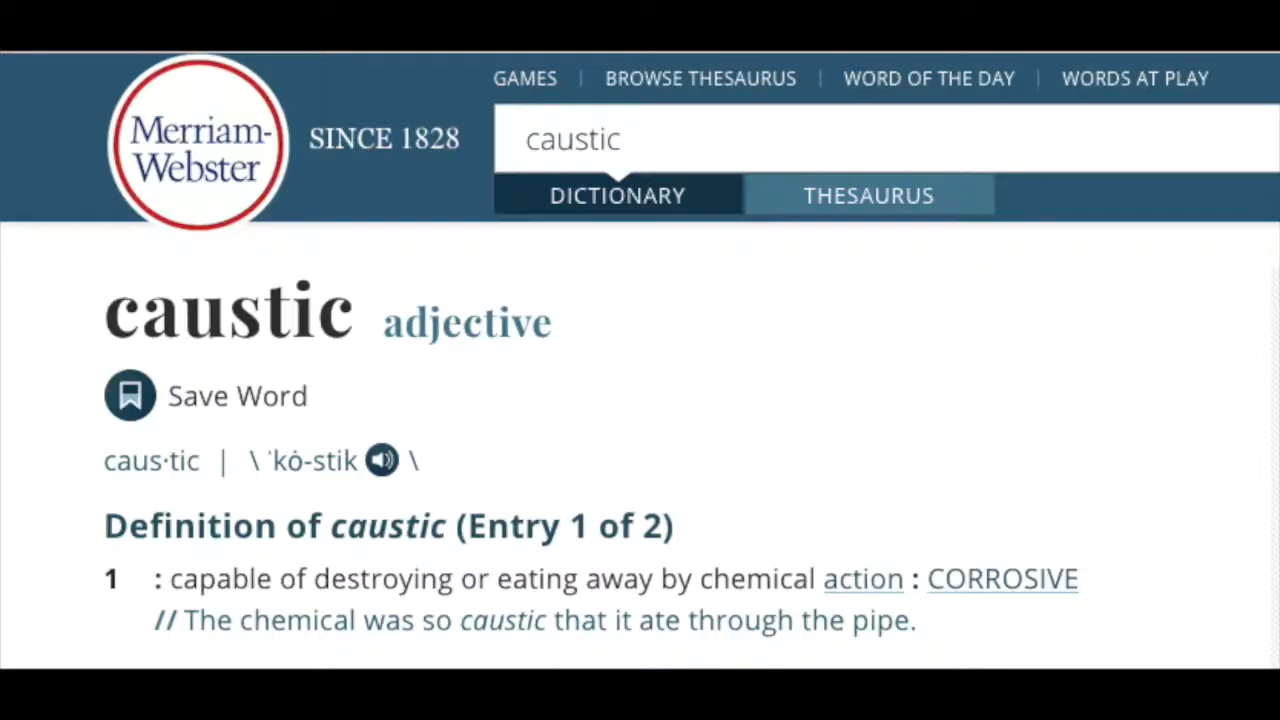 GAMES | BROWSE THESAURUS | WORD OF THE DAY | WORDS AT PLAY
Merriam-
Webster
SINCE 1828
caustic
DICTIONARY THESAURUS
caustic adjective
Save Word
caus·tic | \ ˈkȯ-stik \
Definition of caustic (Entry 1 of 2)
1 : capable of destroying or eating away by chemical action : CORROSIVE
// The chemical was so caustic that it ate through the pipe.